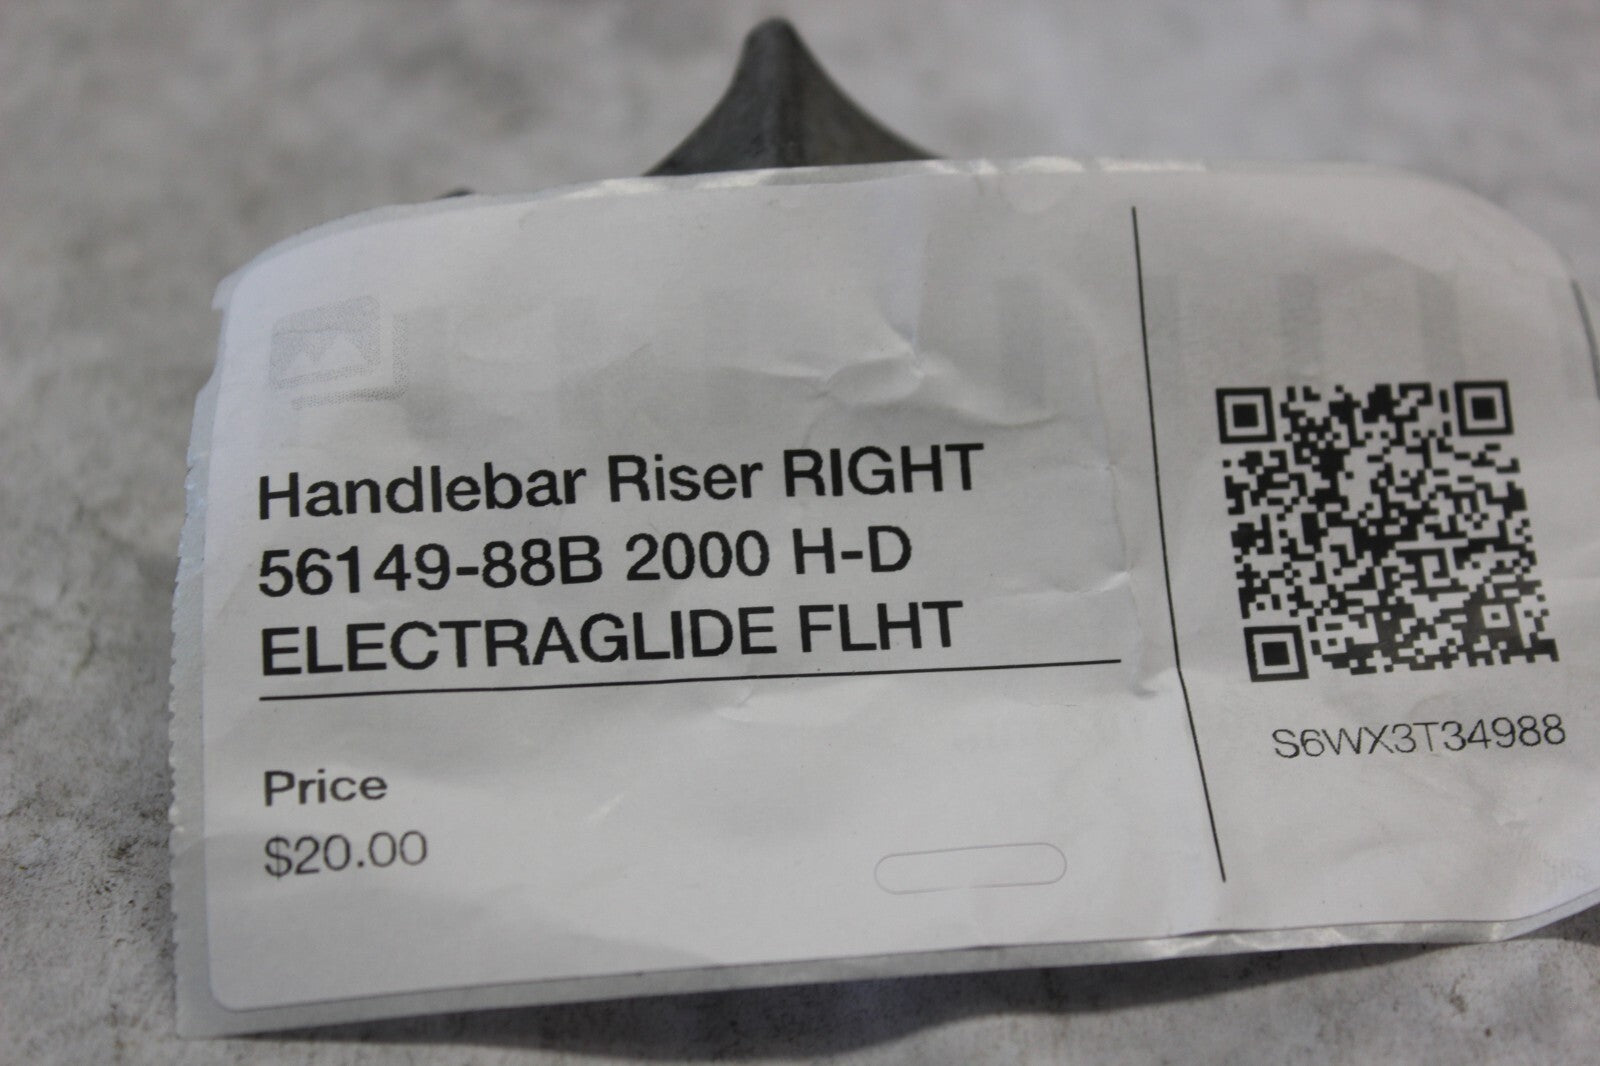 Handlebar Riser RIGHT
56149-88B 2000 H-D
ELECTRAGLIDE FLHT
Price
$20.00
S6WX3T34988